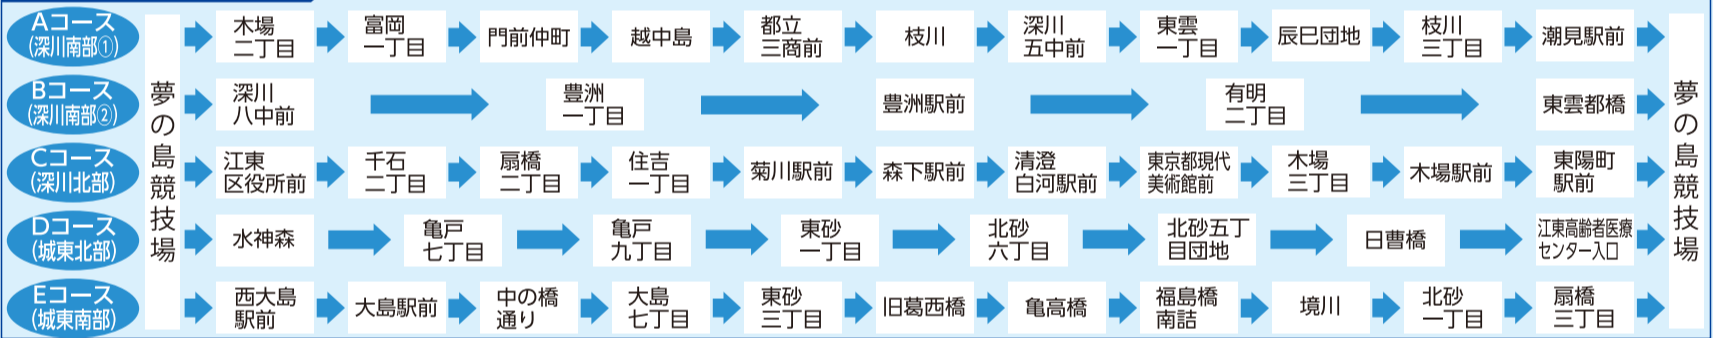 Aコース
(深川南部①)
夢の島競技場
木場
二丁目
富岡
一丁目
門前仲町
越中島
都立
三商前
枝川
深川
五中前
東雲
一丁目
辰巳団地
枝川
三丁目
潮見駅前
夢の島競技場
Bコース
(深川南部②)
深川
八中前
豊洲
一丁目
豊洲駅前
有明
二丁目
東雲都橋
Cコース
(深川北部)
江東
区役所前
千石
二丁目
扇橋
二丁目
住吉
一丁目
菊川駅前
森下駅前
清澄
白河駅前
東京都現代
美術館前
木場
三丁目
木場駅前
東陽町
駅前
Dコース
(城東北部)
水神森
亀戸
七丁目
亀戸
九丁目
東砂
一丁目
北砂
六丁目
北砂五丁
目団地
日曹橋
江東高齢者医療
センター入口
Eコース
(城東南部)
西大島
駅前
大島駅前
中の橋
通り
大島
七丁目
東砂
三丁目
旧葛西橋
亀高橋
福島橋
南詰
境川
北砂
一丁目
扇橋
三丁目